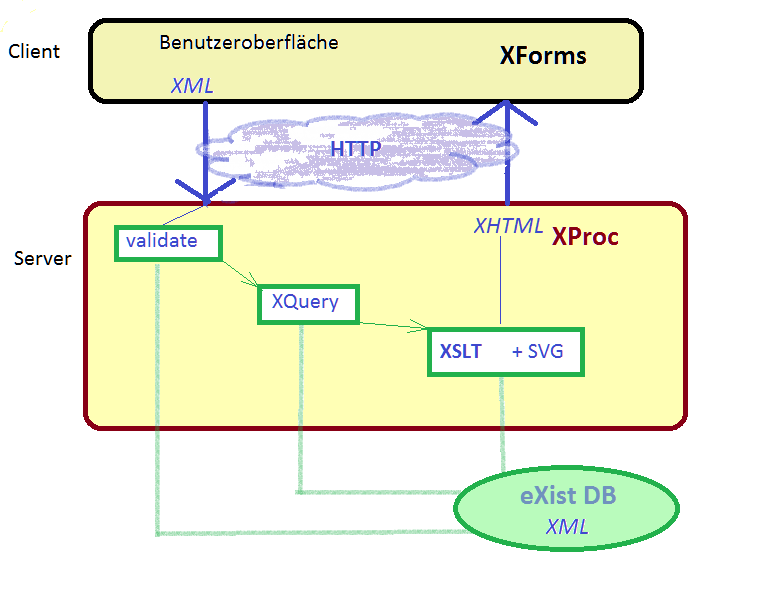 Client
Benutzeroberfläche
XForms
XML
HTTP
Server
XHTML
XProc
validate
XQuery
XSLT + SVG
eXist DB
XML